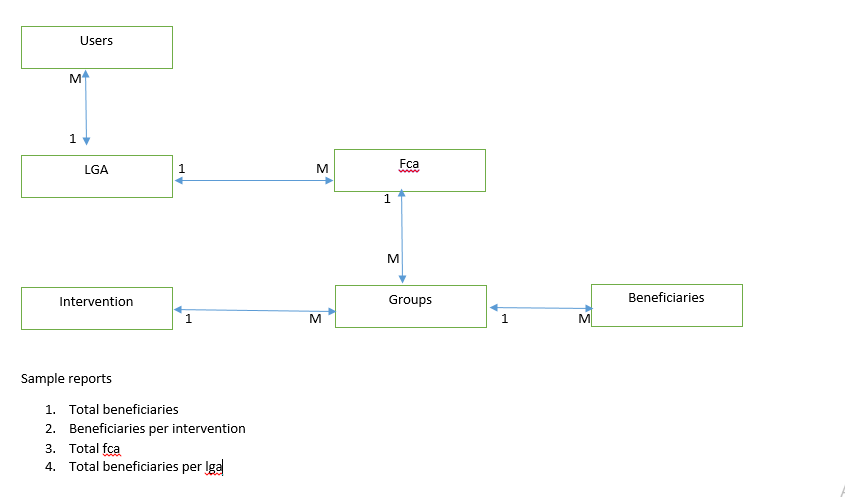 Users
M
1
LGA
1
M
Fca
1
M
Intervention
1
M
Groups
1
M
Beneficiaries
Sample reports
1. Total beneficiaries
2. Beneficiaries per intervention
3. Total fca
4. Total beneficiaries per lga